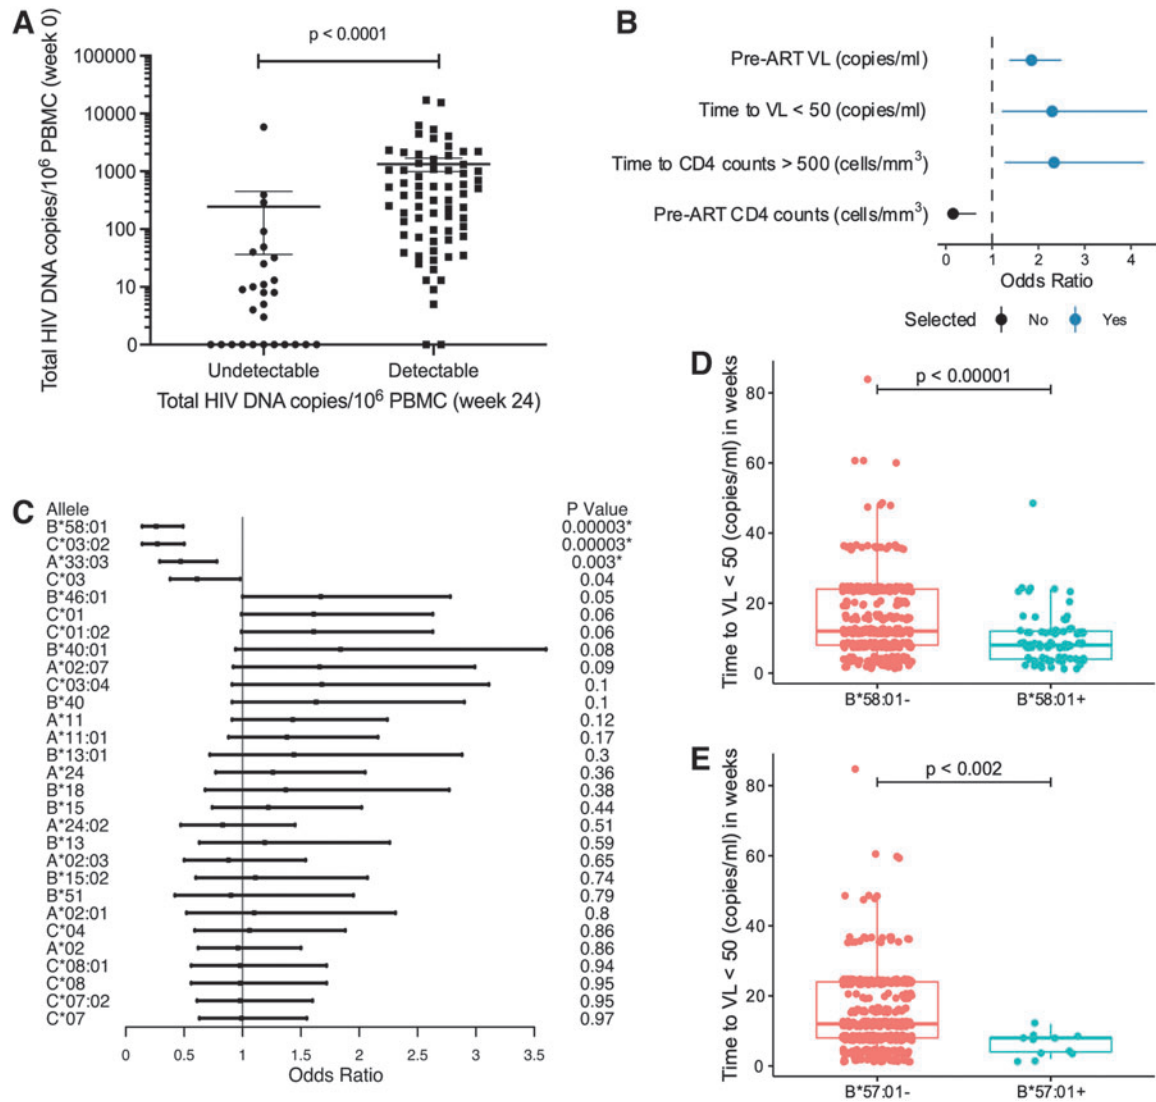 A
Total HIV DNA copies/10⁶ PBMC (week 0)
p < 0.0001
100000
10000
1000
100
10
0
Undetectable Detectable
Total HIV DNA copies/10⁶ PBMC (week 24)
B
Pre-ART VL (copies/ml)
Time to VL < 50 (copies/ml)
Time to CD4 counts > 500 (cells/mm³)
Pre-ART CD4 counts (cells/mm³)
0 1 2 3 4
Odds Ratio
Selected No Yes
C
Allele P Value
B*58:01 0.00003*
C*03:02 0.00003*
A*33:03 0.003*
C*03 0.04
B*46:01 0.05
C*01 0.06
C*01:02 0.06
B*40:01 0.08
A*02:07 0.09
C*03:04 0.1
B*40 0.1
A*11 0.12
A*11:01 0.17
B*13:01 0.3
A*24 0.36
B*18 0.38
B*15 0.44
A*24:02 0.51
B*13 0.59
A*02:03 0.65
B*15:02 0.74
B*51 0.79
A*02:01 0.8
C*04 0.86
A*02 0.86
C*08:01 0.94
C*08 0.95
C*07:02 0.95
C*07 0.97
0 0.5 1 1.5 2 2.5 3 3.5
Odds Ratio
D
Time to VL < 50 (copies/ml) in weeks
p < 0.00001
80
60
40
20
0
B*58:01- B*58:01+
E
Time to VL < 50 (copies/ml) in weeks
p < 0.002
80
60
40
20
0
B*57:01- B*57:01+